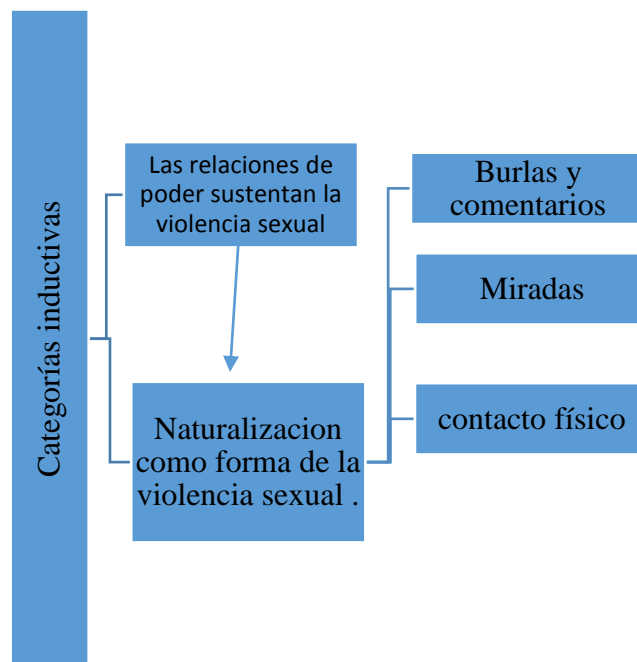 Categorías inductivas
Las relaciones de
poder sustentan la
violencia sexual
Naturalizacion
como forma de la
violencia sexual .
Burlas y
comentarios
Miradas
contacto físico